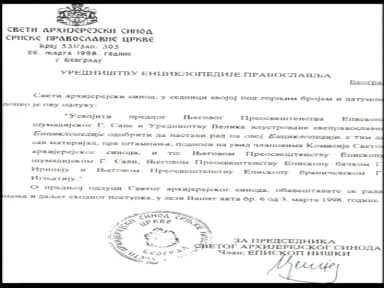 СВЕТИ АРХИЈЕРЕЈСКИ СИНОД
СРПСКЕ ПРАВОСЛАВНЕ ЦРКВЕ
Број 531/зап. 303
26. марта 1998. године
у Београду
УРЕДНИШТВУ ЕНЦИКЛОПЕДИЈЕ ПРАВОСЛАВЉА
Београ
Свети архијерејски синод, у седници својој под горњим бројем и датумом
донео је ову одлуку:
"Усвојити предлог Његовог Преосвештенства Епископа
шумадијског Г. Саве и Уредништву Велике илустроване свеправославне
Енциклопедије одобрити да настави рад на овој Енциклопедији, с тим да
сав материјал, пре штампања, подноси на увид члановима Комисије Светог
архијерејског синода, и то: Његовом Преосвештенству Епископу
шумадијском Г. Сави, Његовом Преосвештенству Епископу бачком Г.
Иринеју и Његовом Преосвештенству Епископу браничевском Г.
Игњатију."
О предњој одлуци Светог архијерејског синода, обавештавате се ради
знања и даљег сходног поступка, у вези Вашег акта бр. 6 од 3. марта 1998. године.
ЗА ПРЕДСЕДНИКА
СВЕТОГ АРХИЈЕРЕЈСКОГ СИНОДА
Члан, ЕПИСКОП НИШКИ